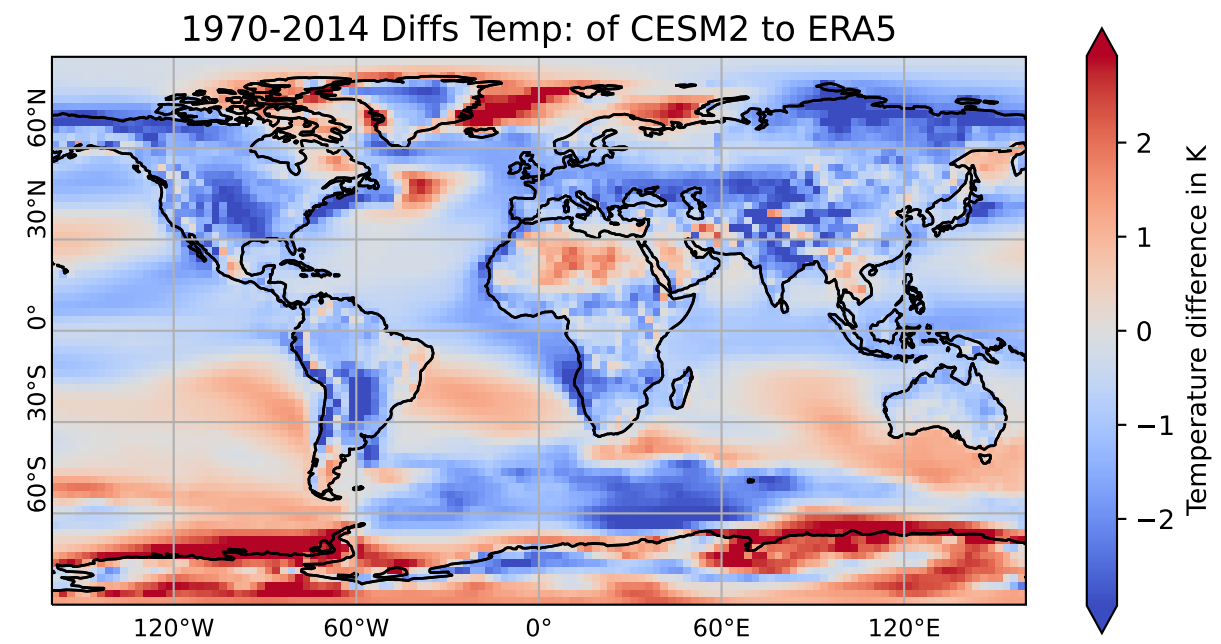 1970-2014 Diffs Temp: of CESM2 to ERA5
60°N
30°N
0°
30°S
60°S
120°W 60°W 0° 60°E 120°E
2
1
0
−1
−2
Temperature difference in K